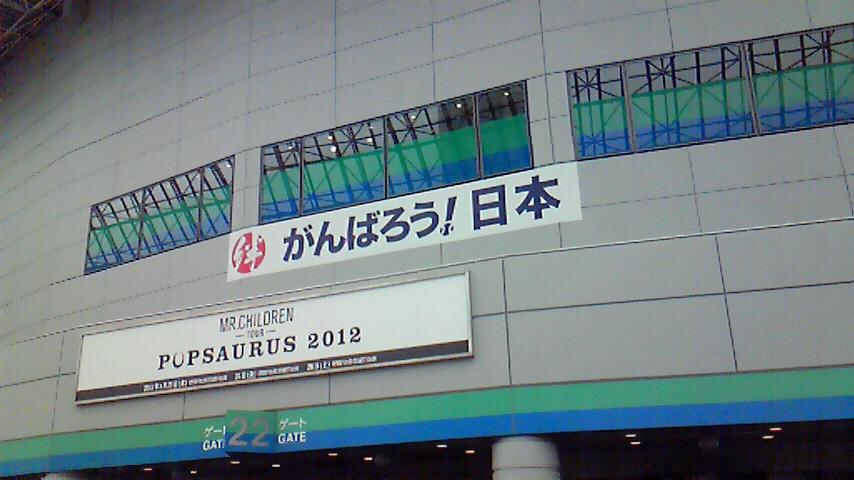 がんばろう!日本
MR.CHILDREN
TOUR
POPSAURUS 2012
ゲート 22 ゲート
GATE GATE